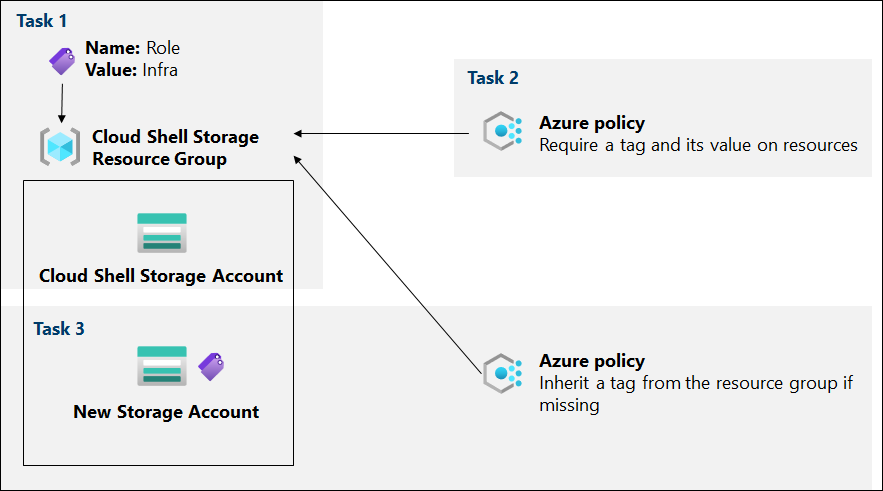 Task 1
Name: Role
Value: Infra
Cloud Shell Storage
Resource Group
Cloud Shell Storage Account
Task 2
Azure policy
Require a tag and its value on resources
Task 3
New Storage Account
Azure policy
Inherit a tag from the resource group if
missing